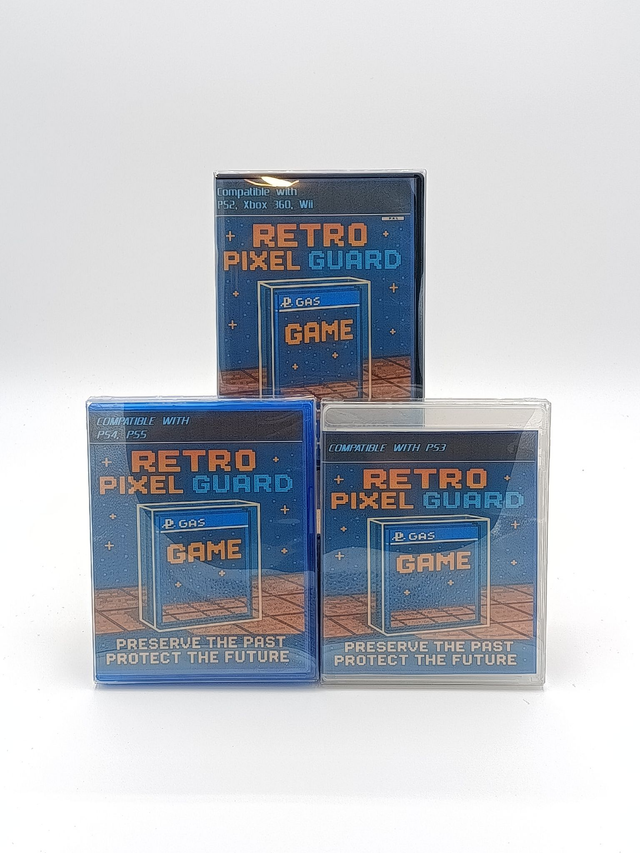 Compatible with
PS2, Xbox 360, Wii
RETRO
PIXEL GUARD
GAS
GAME
COMPATIBLE WITH
PS4, PS5
RETRO
PIXEL GUARD
GAS
GAME
PRESERVE THE PAST
PROTECT THE FUTURE
COMPATIBLE WITH PS3
RETRO
PIXEL GUARD
GAS
GAME
PRESERVE THE PAST
PROTECT THE FUTURE